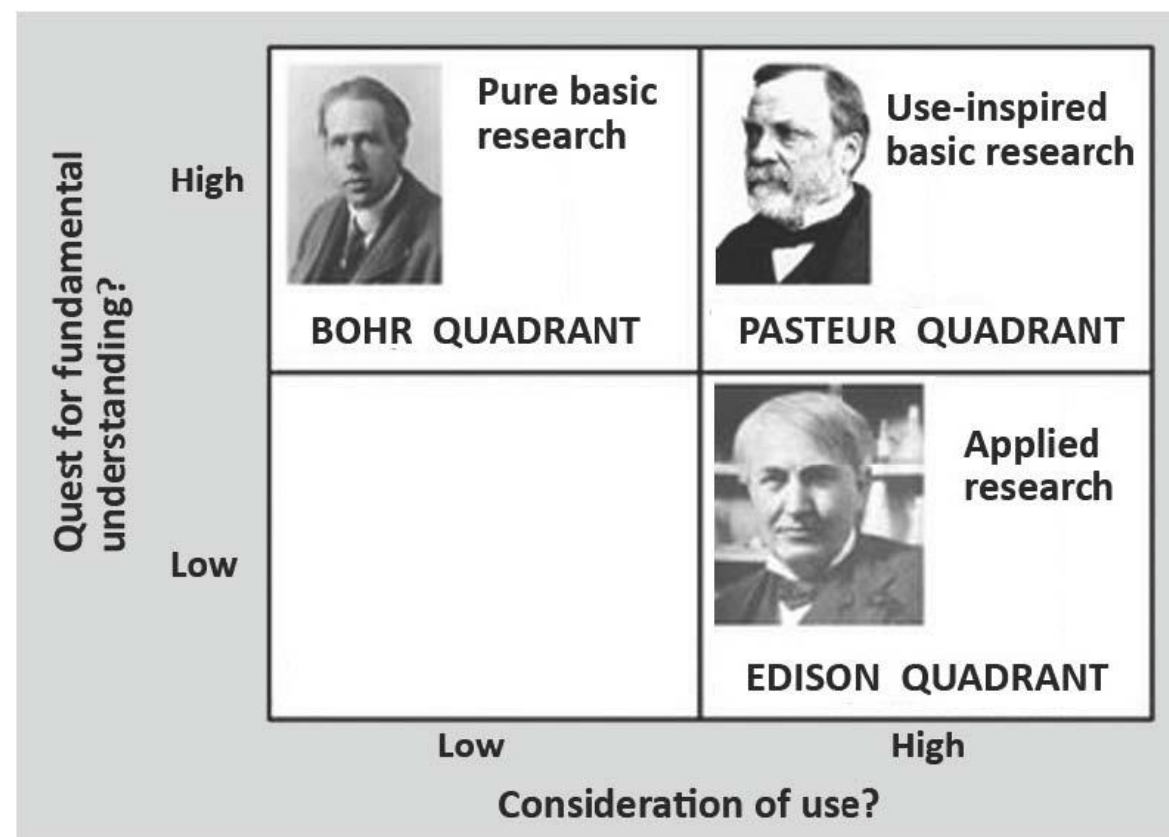 Quest for fundamental
understanding?
High
Low
Pure basic
research
BOHR QUADRANT
Use-inspired
basic research
PASTEUR QUADRANT
Applied
research
EDISON QUADRANT
Low
High
Consideration of use?